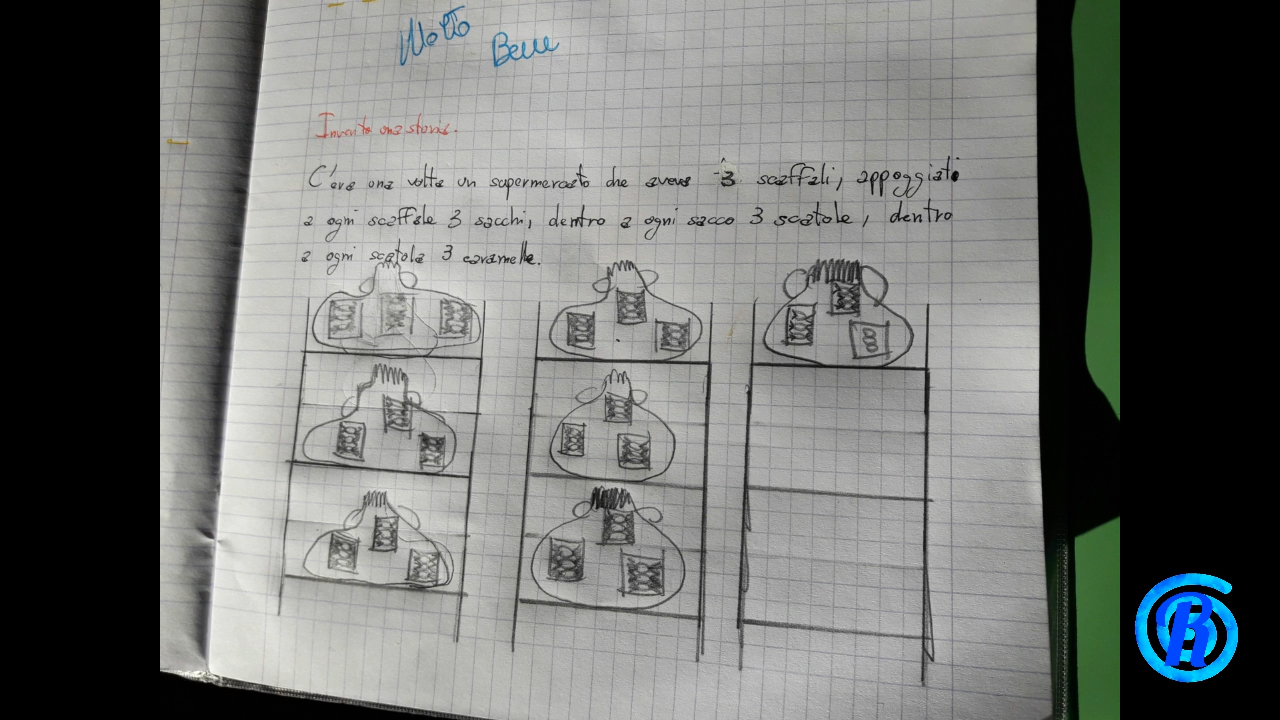 Molto
Bene
Inventa una storia.
C'era una volta un supermercato che aveva 3 scaffali, appoggiati
a ogni scaffale 3 sacchi, dentro a ogni sacco 3 scatole, dentro
a ogni scatola 3 caramelle.